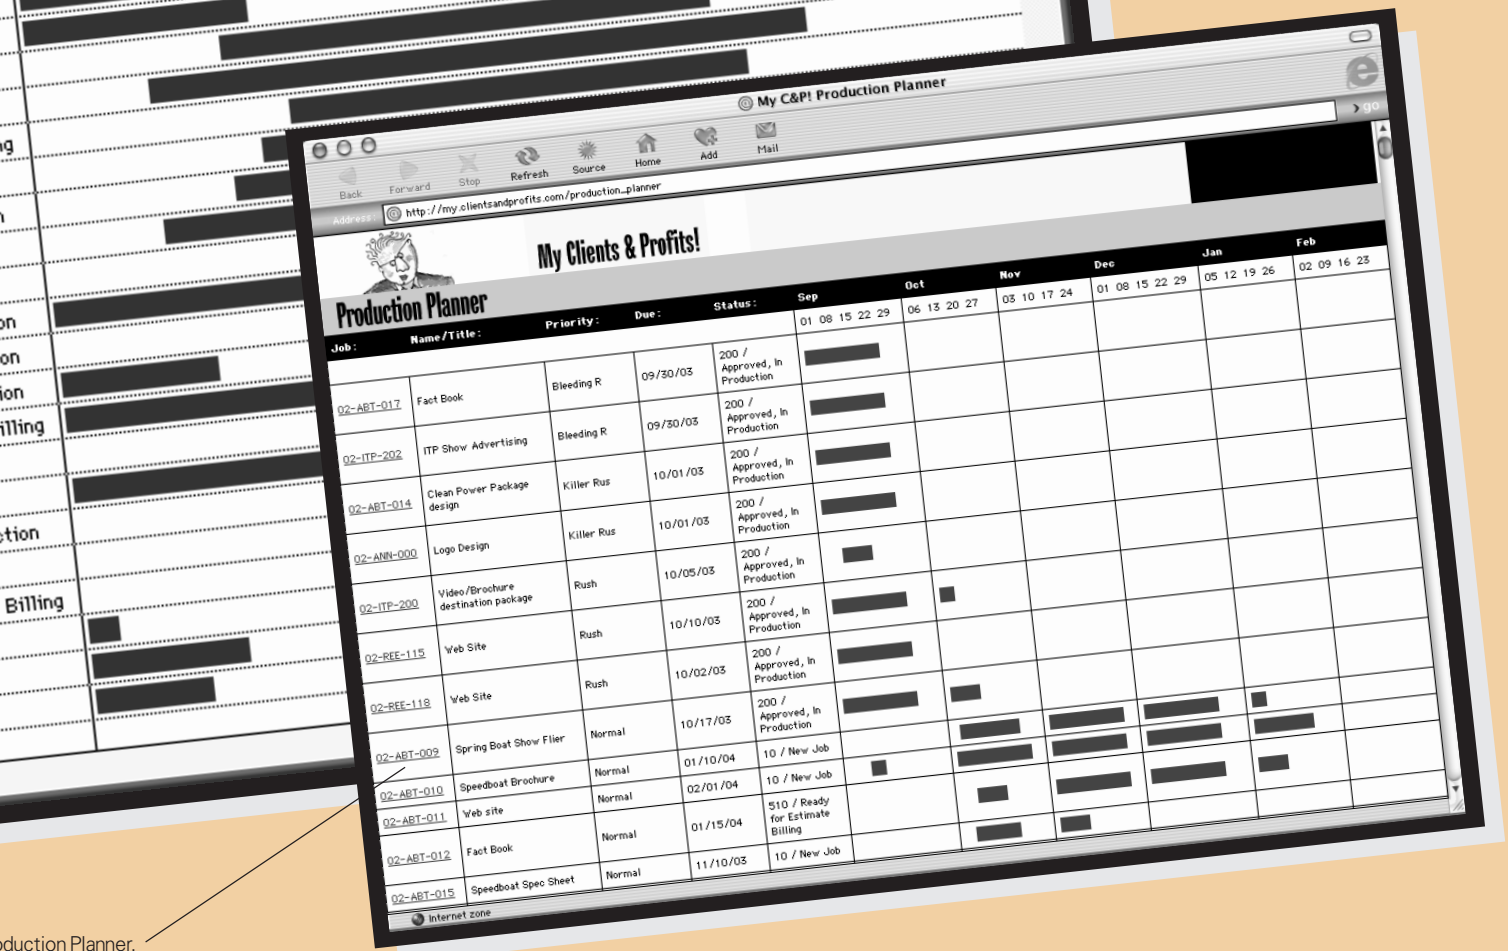 ng
n
on
on
ion
illing
ction
Billing
My C&P! Production Planner
Back
Forward
Stop
Refresh
Source
Home
Add
Mail
Address:
http://my.clientsandprofits.com/production_planner
go
My Clients & Profits!
Production Planner
Job: Name/Title: Priority: Due: Status: Sep Oct Nov Dec Jan Feb
01 08 15 22 29 06 13 20 27 03 10 17 24 01 08 15 22 29 05 12 19 26 02 09 16 23
02-ABT-017 Fact Book Bleeding R 09/30/03 200 /
Approved, In
Production
02-ITP-202 ITP Show Advertising Bleeding R 09/30/03 200 /
Approved, In
Production
02-ABT-014 Clean Power Package
design Killer Rus 10/01/03 200 /
Approved, In
Production
02-ANN-000 Logo Design Killer Rus 10/01/03 200 /
Approved, In
Production
02-ITP-200 Video/Brochure
destination package Rush 10/05/03 200 /
Approved, In
Production
02-REE-115 Web Site Rush 10/10/03 200 /
Approved, In
Production
02-REE-118 Web Site Rush 10/02/03 200 /
Approved, In
Production
02-ABT-009 Spring Boat Show Flier Normal 10/17/03 200 /
Approved, In
Production
02-ABT-010 Speedboat Brochure Normal 01/10/04 10 / New Job
02-ABT-011 Web site Normal 02/01/04 10 / New Job
02-ABT-012 Fact Book Normal 01/15/04 510 / Ready
for Estimate
Billing
02-ABT-015 Speedboat Spec Sheet Normal 11/10/03 10 / New Job
Internet zone
oduction Planner.